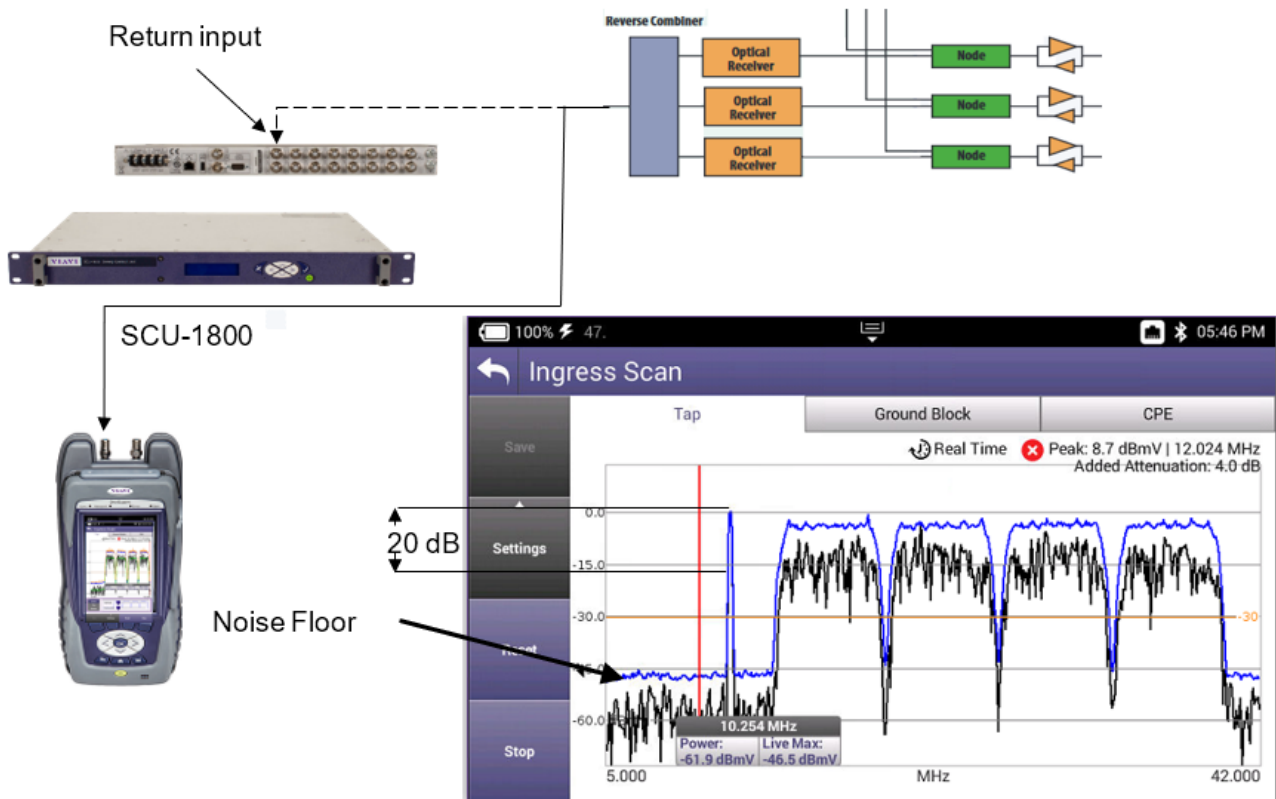 Return input
Reverse Combiner
Optical
Receiver
Node
Optical
Receiver
Node
Optical
Receiver
Node
VIAVI
SCU-1800
VIAVI
100% 47. 05:46 PM
Ingress Scan
Tap Ground Block CPE
Save
Real Time Peak: 8.7 dBmV | 12.024 MHz
Added Attenuation: 4.0 dB
0.0
20 dB
Settings
-15.0
Noise Floor
-30.0 -30
Reset
-60.0
10.254 MHz
Power: Live Max:
-61.9 dBmV -46.5 dBmV
Stop
5.000 MHz 42.000